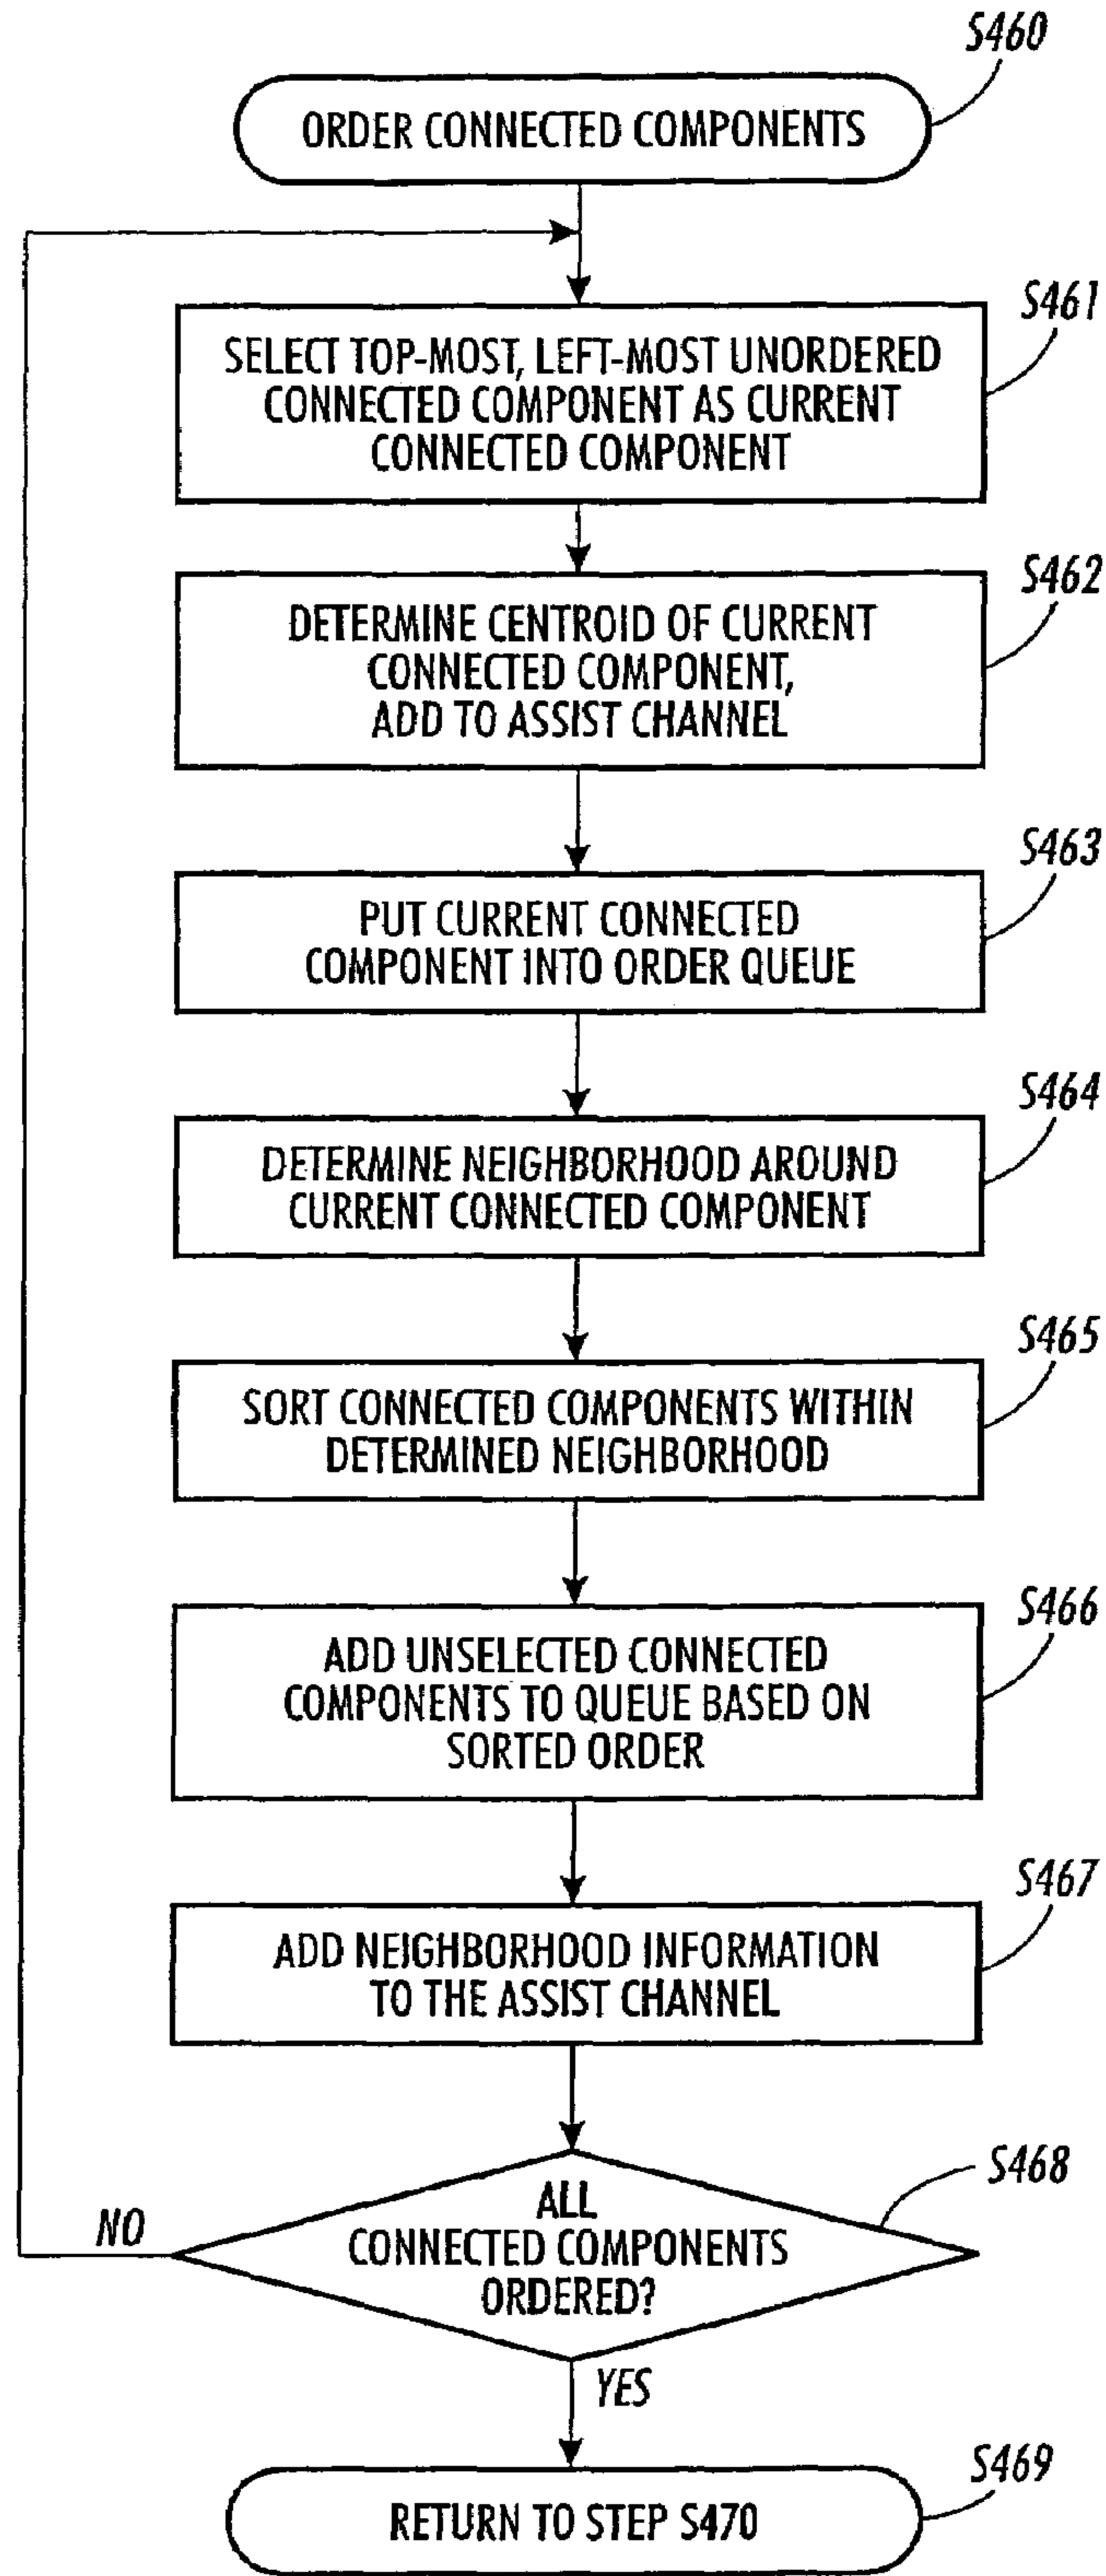 S460
ORDER CONNECTED COMPONENTS
S461
SELECT TOP-MOST, LEFT-MOST UNORDERED
CONNECTED COMPONENT AS CURRENT
CONNECTED COMPONENT
S462
DETERMINE CENTROID OF CURRENT
CONNECTED COMPONENT,
ADD TO ASSIST CHANNEL
S463
PUT CURRENT CONNECTED
COMPONENT INTO ORDER QUEUE
S464
DETERMINE NEIGHBORHOOD AROUND
CURRENT CONNECTED COMPONENT
S465
SORT CONNECTED COMPONENTS WITHIN
DETERMINED NEIGHBORHOOD
S466
ADD UNSELECTED CONNECTED
COMPONENTS TO QUEUE BASED ON
SORTED ORDER
S467
ADD NEIGHBORHOOD INFORMATION
TO THE ASSIST CHANNEL
S468
NO
ALL
CONNECTED COMPONENTS
ORDERED?
YES
S469
RETURN TO STEP S470